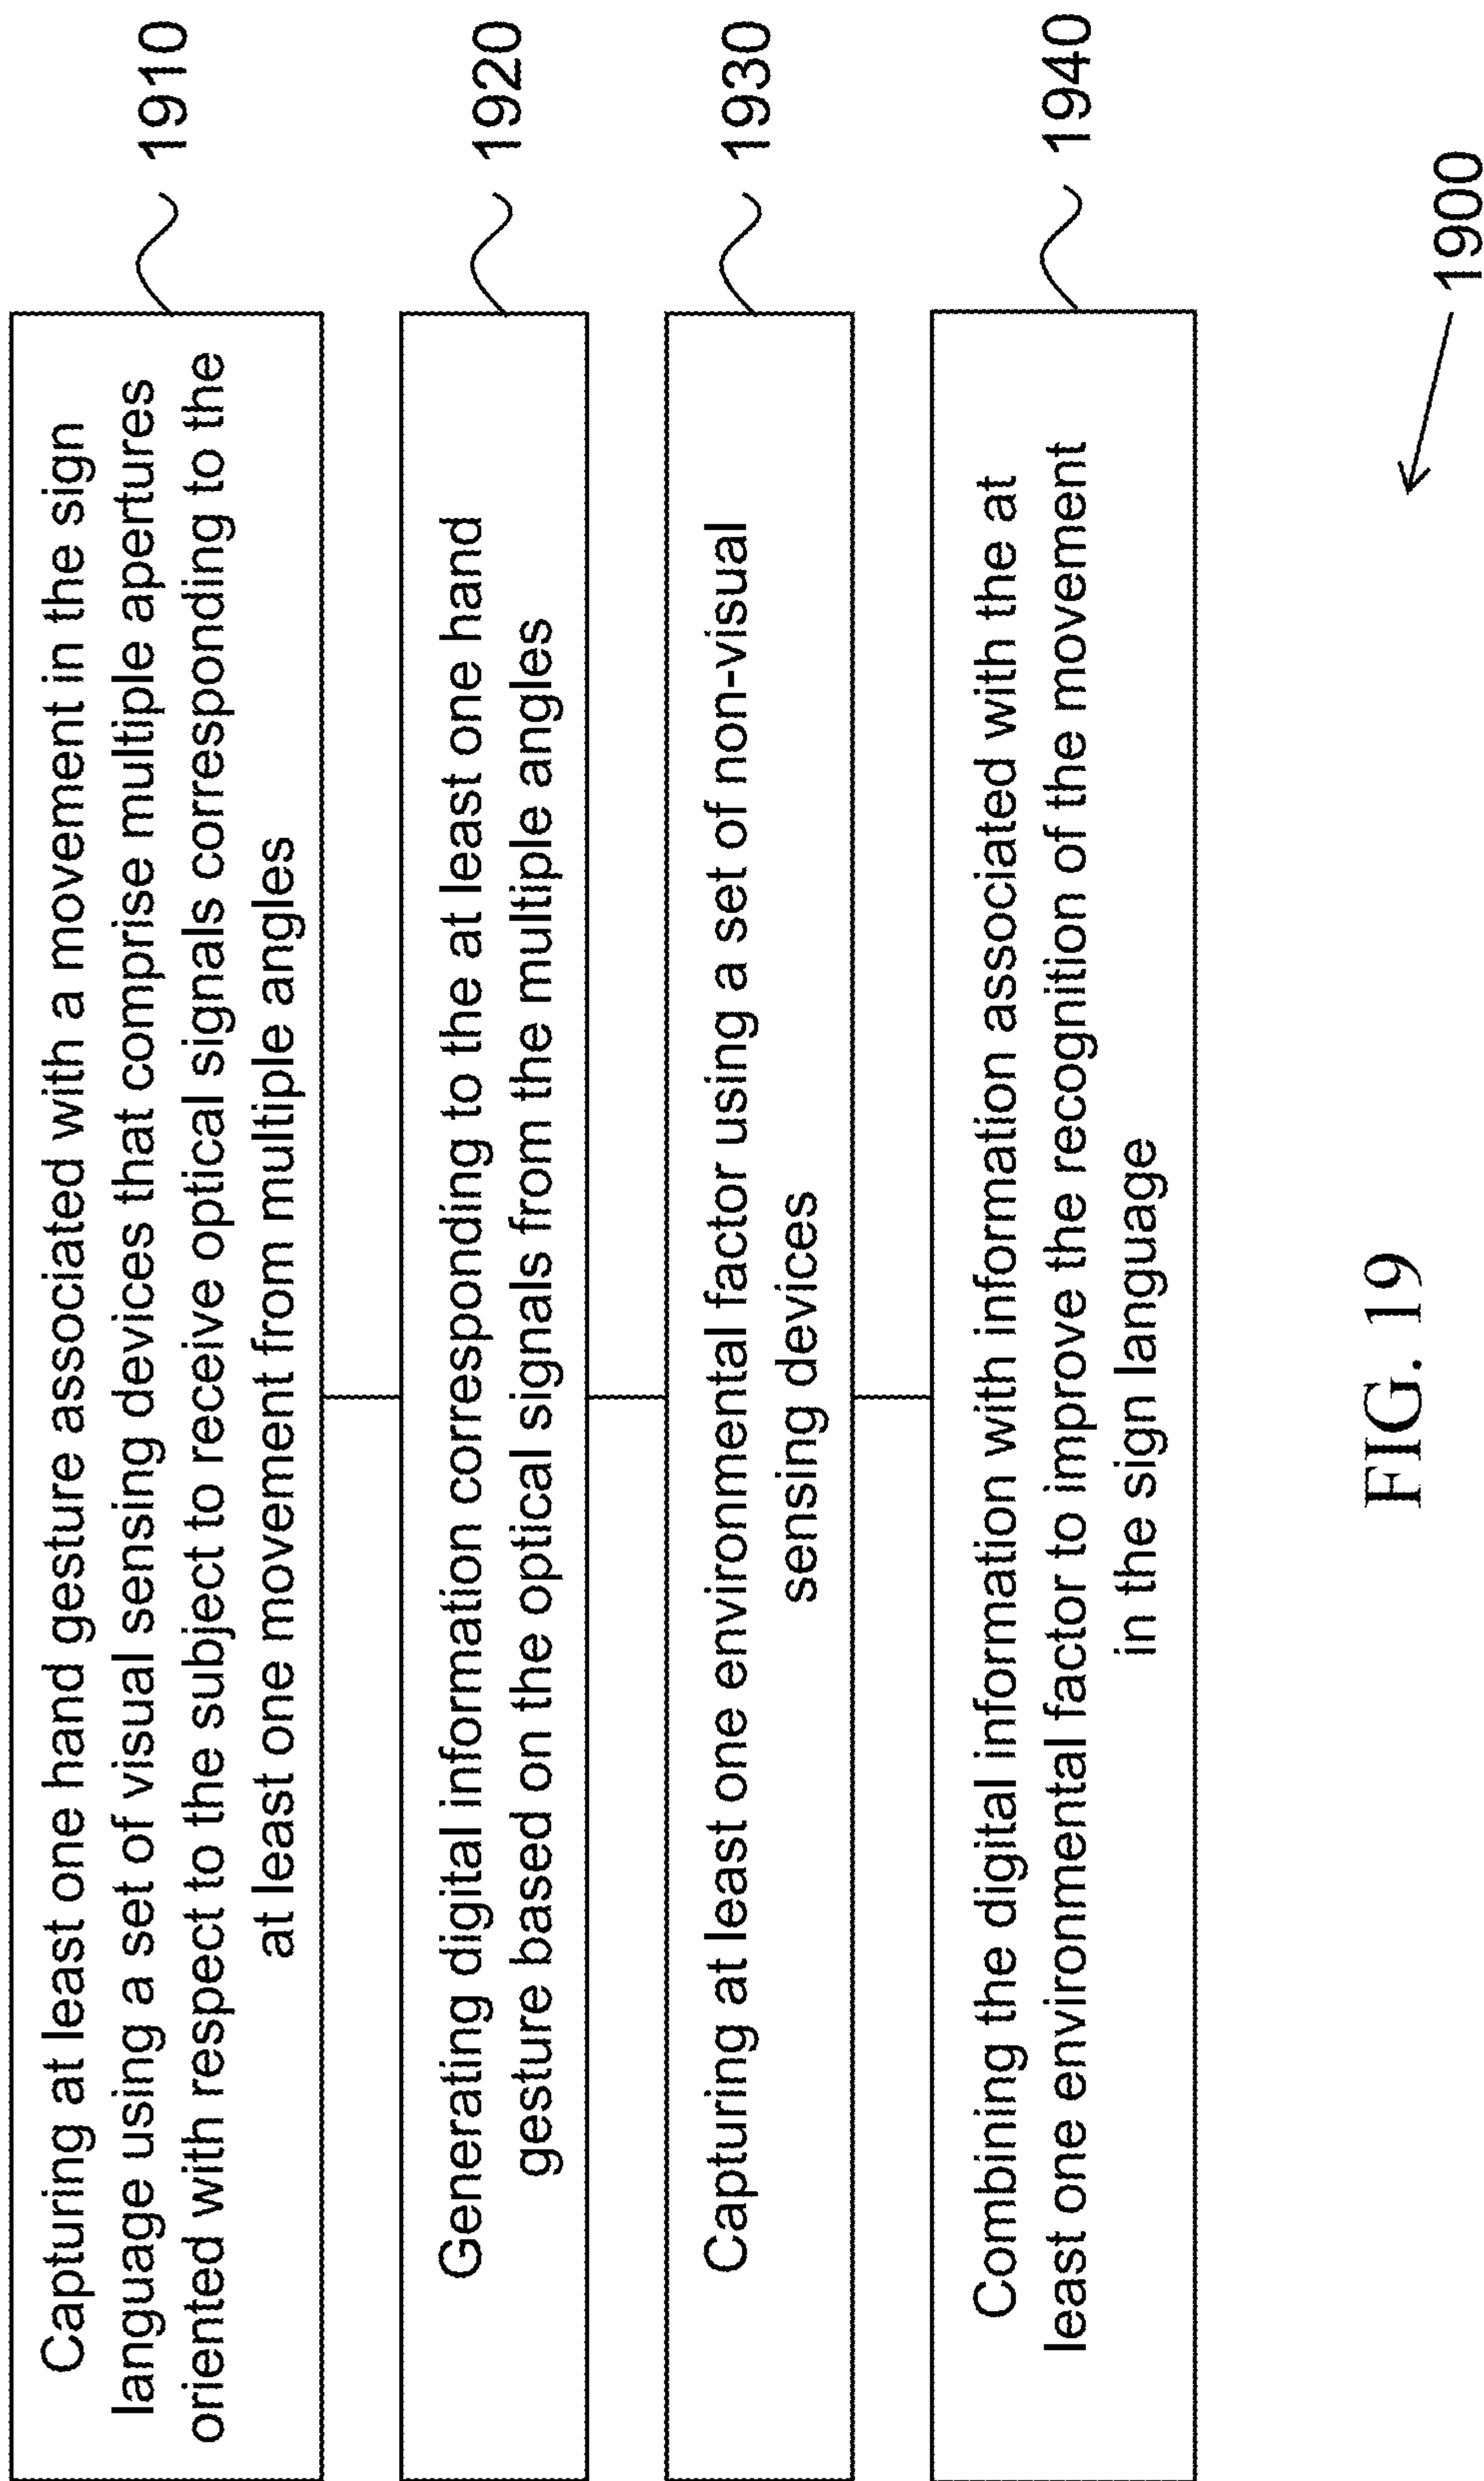 Capturing at least one hand gesture associated with a movement in the sign
language using a set of visual sensing devices that comprise multiple apertures
oriented with respect to the subject to receive optical signals corresponding to the
at least one movement from multiple angles
1910
Generating digital information corresponding to the at least one hand
gesture based on the optical signals from the multiple angles
1920
Capturing at least one environmental factor using a set of non-visual
sensing devices
1930
Combining the digital information with information associated with the at
least one environmental factor to improve the recognition of the movement
in the sign language
1940
1900
FIG. 19